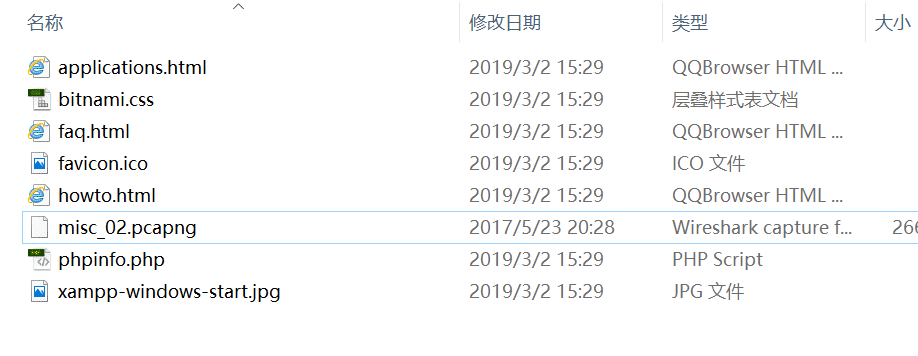 名称 修改日期 类型 大小
applications.html 2019/3/2 15:29 QQBrowser HTML ...
bitnami.css 2019/3/2 15:29 层叠样式表文档
faq.html 2019/3/2 15:29 QQBrowser HTML ...
favicon.ico 2019/3/2 15:29 ICO 文件
howto.html 2019/3/2 15:29 QQBrowser HTML ...
misc_02.pcapng 2017/5/23 20:28 Wireshark capture f... 266
phpinfo.php 2019/3/2 15:29 PHP Script
xampp-windows-start.jpg 2019/3/2 15:29 JPG 文件